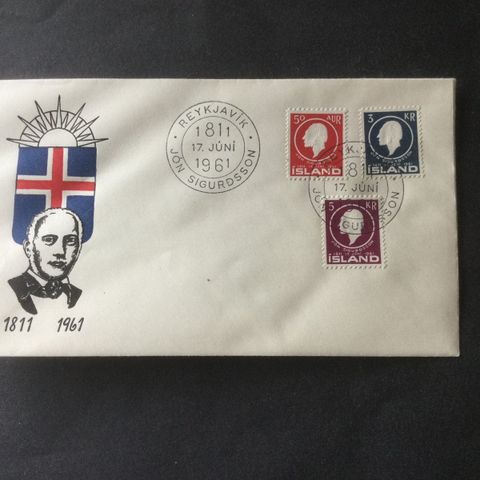 REYKJAVÍK
1811
17. JÚNÍ
1961
JÓN SIGURDSSON
50 AUR
ÍSLAND
3 KR
ÍSLAND
17. JÚNÍ
5 KR
ÍSLAND
1811 1961